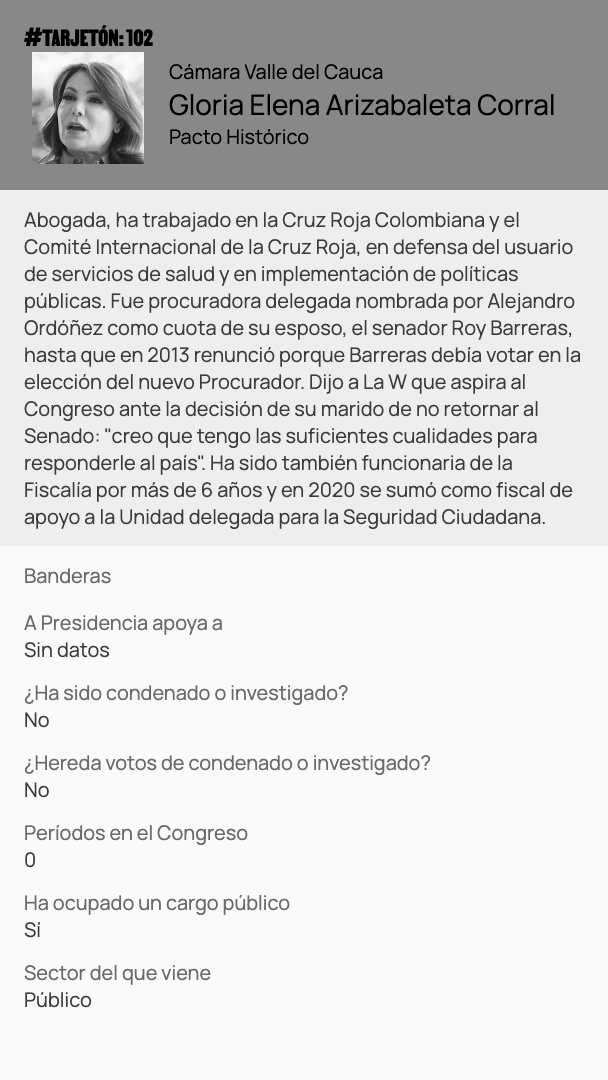 #TARJETÓN: 102
Cámara Valle del Cauca
Gloria Elena Arizabaleta Corral
Pacto Histórico
Abogada, ha trabajado en la Cruz Roja Colombiana y el
Comité Internacional de la Cruz Roja, en defensa del usuario
de servicios de salud y en implementación de políticas
públicas. Fue procuradora delegada nombrada por Alejandro
Ordóñez como cuota de su esposo, el senador Roy Barreras,
hasta que en 2013 renunció porque Barreras debía votar en la
elección del nuevo Procurador. Dijo a La W que aspira al
Congreso ante la decisión de su marido de no retornar al
Senado: "creo que tengo las suficientes cualidades para
responderle al país". Ha sido también funcionaria de la
Fiscalía por más de 6 años y en 2020 se sumó como fiscal de
apoyo a la Unidad delegada para la Seguridad Ciudadana.
Banderas
A Presidencia apoya a
Sin datos
¿Ha sido condenado o investigado?
No
¿Hereda votos de condenado o investigado?
No
Períodos en el Congreso
0
Ha ocupado un cargo público
Sí
Sector del que viene
Público